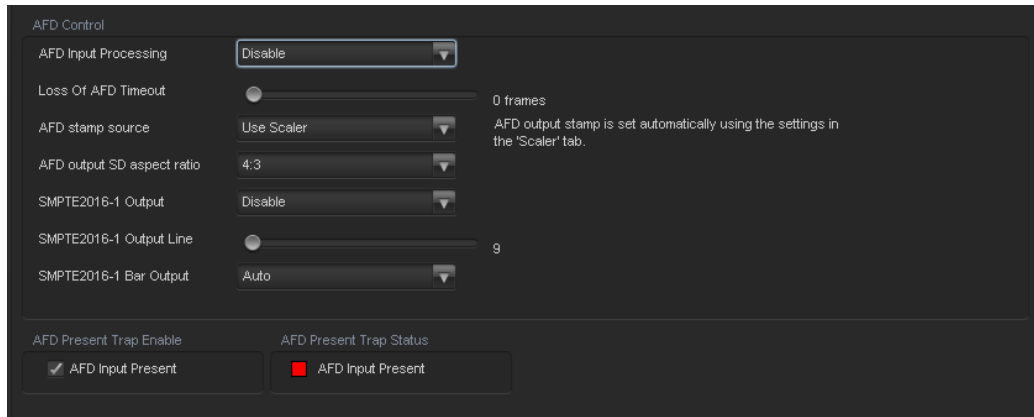 AFD Control
AFD Input Processing
Disable
Loss Of AFD Timeout
0 frames
AFD stamp source
Use Scaler
AFD output stamp is set automatically using the settings in
the 'Scaler' tab.
AFD output SD aspect ratio
4:3
SMPTE2016-1 Output
Disable
SMPTE2016-1 Output Line
9
SMPTE2016-1 Bar Output
Auto
AFD Present Trap Enable
AFD Input Present
AFD Present Trap Status
AFD Input Present